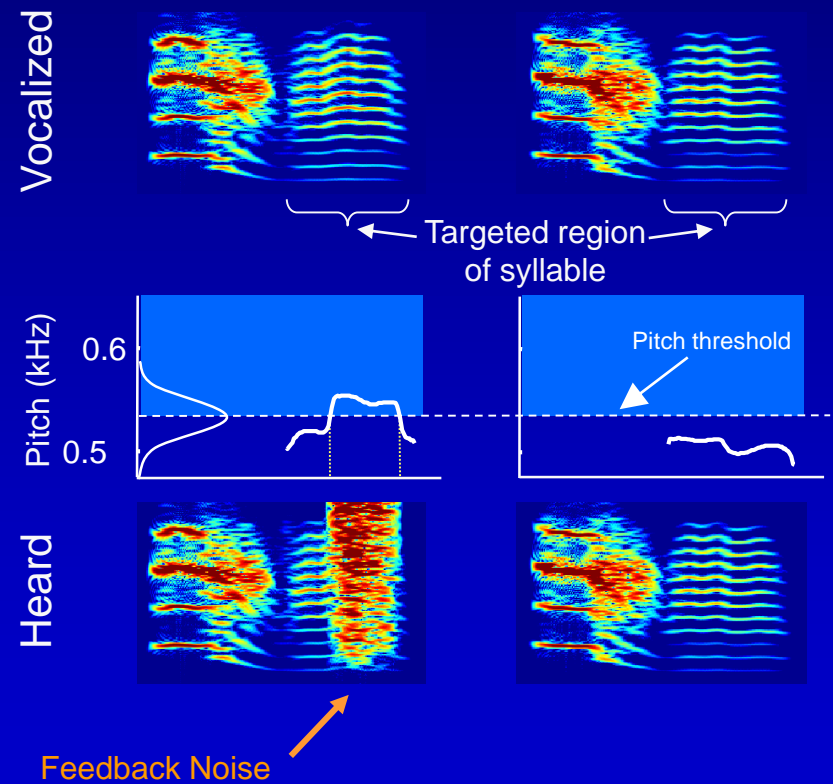 Vocalized
Targeted region
of syllable
Pitch (kHz)
0.6
0.5
Pitch threshold
Heard
Feedback Noise